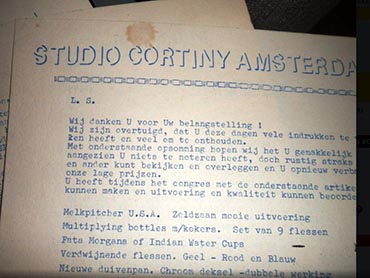 STUDIO CORTINY AMSTERDA
L. S.
Wij danken U voor Uw belangstelling !
Wij zijn overtuigd, dat U deze dagen vele indrukken te
zen heeft en veel om te onthouden.
Met onderstaande opsomming hopen wij het U gemakkelijk
aangezien U niets te noteren heeft, doch rustig straks
en ander kunt bekijken en overleggen en U opnieuw verba
onze lage prijzen.
U heeft tijdens het congres met de onderstaande artike
kunnen maken en uitvoering en kwaliteit kunnen beoorde
Melkpitcher U.S.A. Zeldzaam mooie uitvoering
Multiplying bottles m/kokers. Set van 9 flessen
Fata Morgana of Indian Water Cups
Verdwijnende flessen. Geel - Rood en Blauw
Nieuwe duivenpan. Chroom deksel -dubbele werking